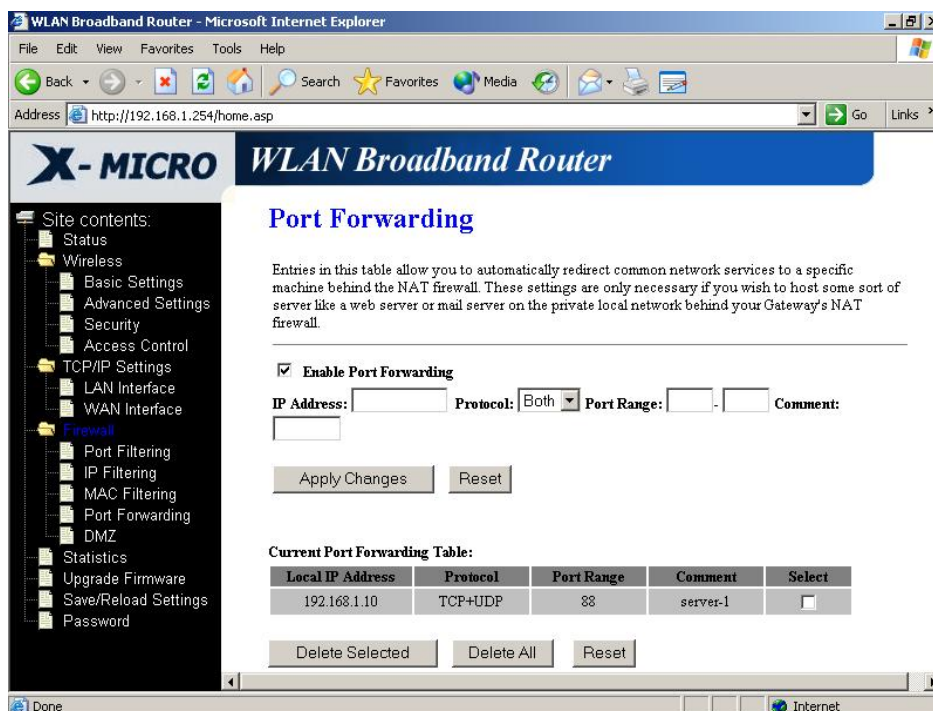 WLAN Broadband Router - Microsoft Internet Explorer
File Edit View Favorites Tools Help
Back Search Favorites Media
Address http://192.168.1.254/home.asp Go Links
X-MICRO WLAN Broadband Router
Site contents:
Status
Wireless
Basic Settings
Advanced Settings
Security
Access Control
TCP/IP Settings
LAN Interface
WAN Interface
Firewall
Port Filtering
IP Filtering
MAC Filtering
Port Forwarding
DMZ
Statistics
Upgrade Firmware
Save/Reload Settings
Password
Port Forwarding
Entries in this table allow you to automatically redirect common network services to a specific
machine behind the NAT firewall. These settings are only necessary if you wish to host some sort of
server like a web server or mail server on the private local network behind your Gateway's NAT
firewall.
Enable Port Forwarding
IP Address: Protocol: Both Port Range: - Comment:
Apply Changes Reset
Current Port Forwarding Table:
Local IP Address Protocol Port Range Comment Select
192.168.1.10 TCP+UDP 88 server-1
Delete Selected Delete All Reset
Done Internet